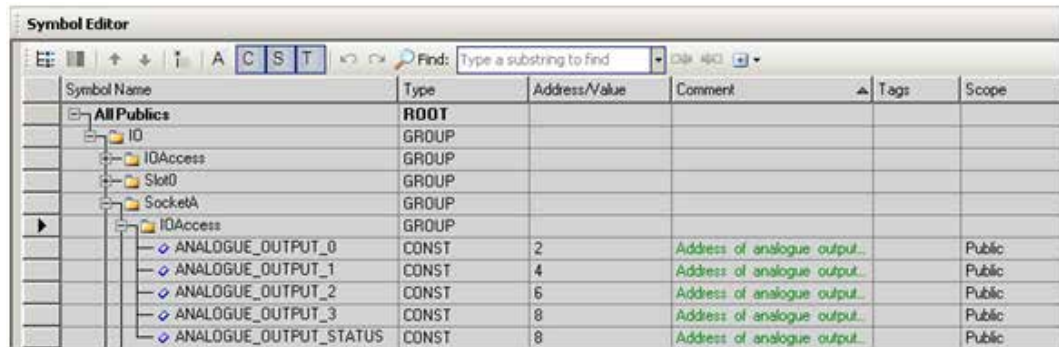 Symbol Editor
A C S T Find: Type a substring to find
Symbol Name Type Address/Value Comment Tags Scope
All Publics ROOT
IO GROUP
IOAccess GROUP
Slot0 GROUP
SocketA GROUP
IOAccess GROUP
ANALOGUE_OUTPUT_0 CONST 2 Address of analogue output... Public
ANALOGUE_OUTPUT_1 CONST 4 Address of analogue output... Public
ANALOGUE_OUTPUT_2 CONST 6 Address of analogue output... Public
ANALOGUE_OUTPUT_3 CONST 8 Address of analogue output... Public
ANALOGUE_OUTPUT_STATUS CONST 8 Address of analogue output... Public